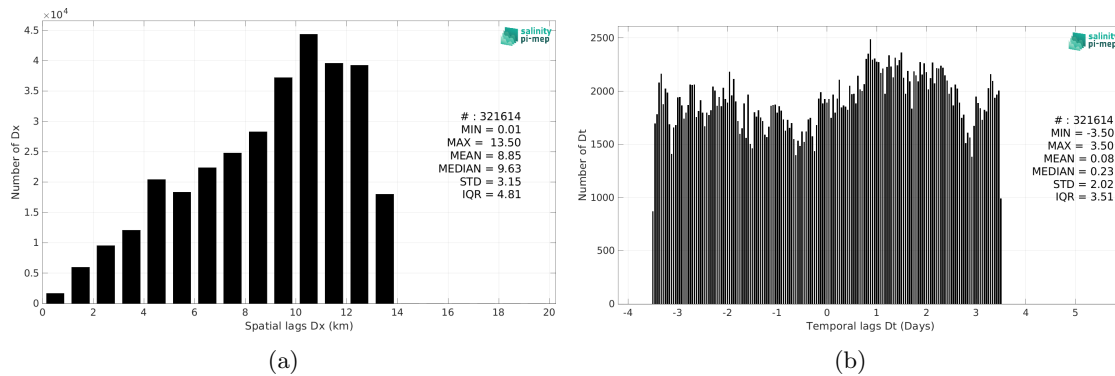 ×10⁴
4.5
4
3.5
3
2.5
2
1.5
1
0.5
0
Number of Dx
0 2 4 6 8 10 12 14 16 18 20
Spatial lags Dx (km)
salinity
pi-mep
# : 321614
MIN = 0.01
MAX = 13.50
MEAN = 8.85
MEDIAN = 9.63
STD = 3.15
IQR = 4.81
(a)
2500
2000
1500
1000
500
0
Number of Dt
-4 -3 -2 -1 0 1 2 3 4 5
Temporal lags Dt (Days)
salinity
pi-mep
# : 321614
MIN = -3.50
MAX = 3.50
MEAN = 0.08
MEDIAN = 0.23
STD = 2.02
IQR = 3.51
(b)